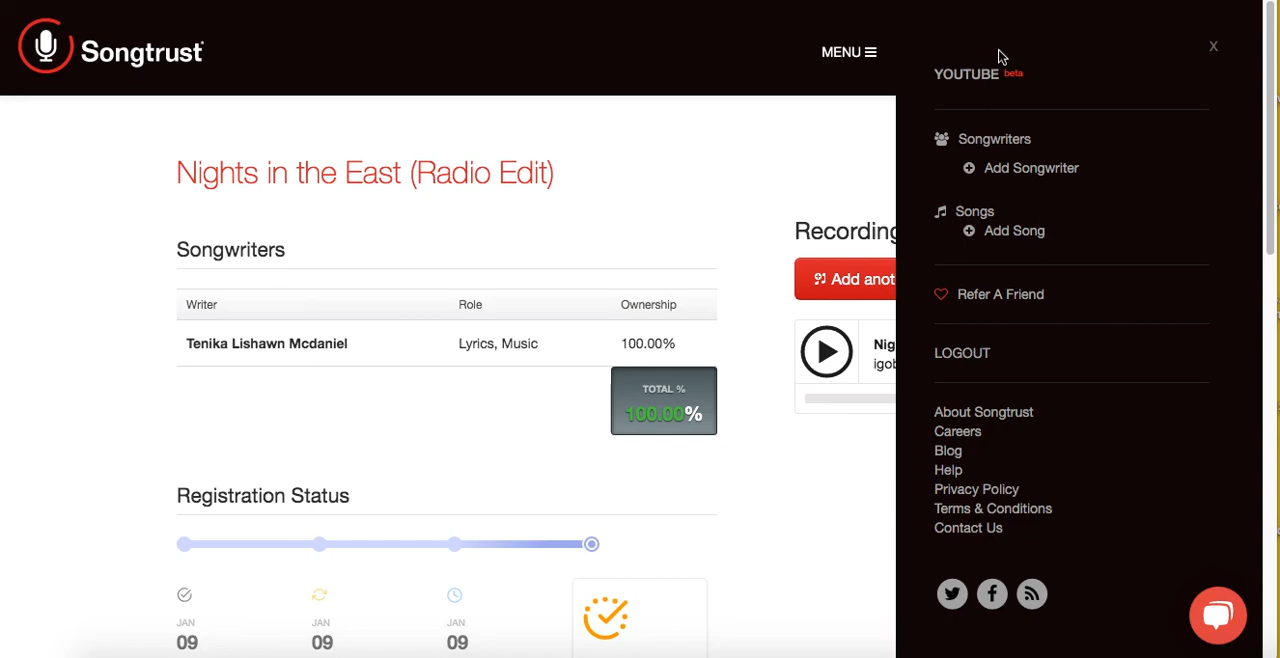 Songtrust
MENU
X
YOUTUBE beta
Songwriters
Add Songwriter
Songs
Add Song
Refer A Friend
LOGOUT
About Songtrust
Careers
Blog
Help
Privacy Policy
Terms & Conditions
Contact Us
Nights in the East (Radio Edit)
Songwriters
Writer Role Ownership
Tenika Lishawn Mcdaniel Lyrics, Music 100.00%
TOTAL %
100.00%
Recording
Add anot
Nig
igob
Registration Status
JAN JAN JAN
09 09 09